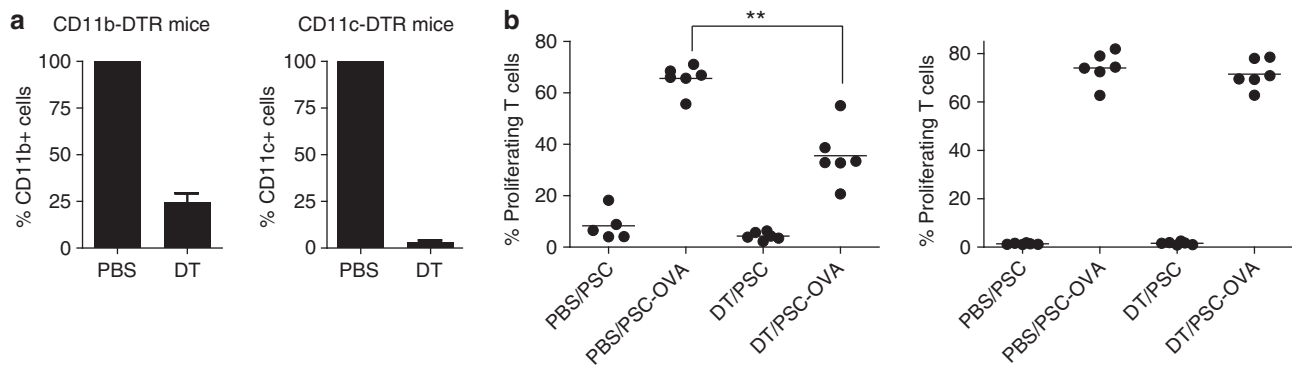 a
CD11b-DTR mice
% CD11b+ cells
100
75
50
25
0
PBS
DT
CD11c-DTR mice
% CD11c+ cells
100
75
50
25
0
PBS
DT
b
**
% Proliferating T cells
80
60
40
20
0
PBS/PSC
PBS/PSC-OVA
DT/PSC
DT/PSC-OVA
% Proliferating T cells
80
60
40
20
0
PBS/PSC
PBS/PSC-OVA
DT/PSC
DT/PSC-OVA